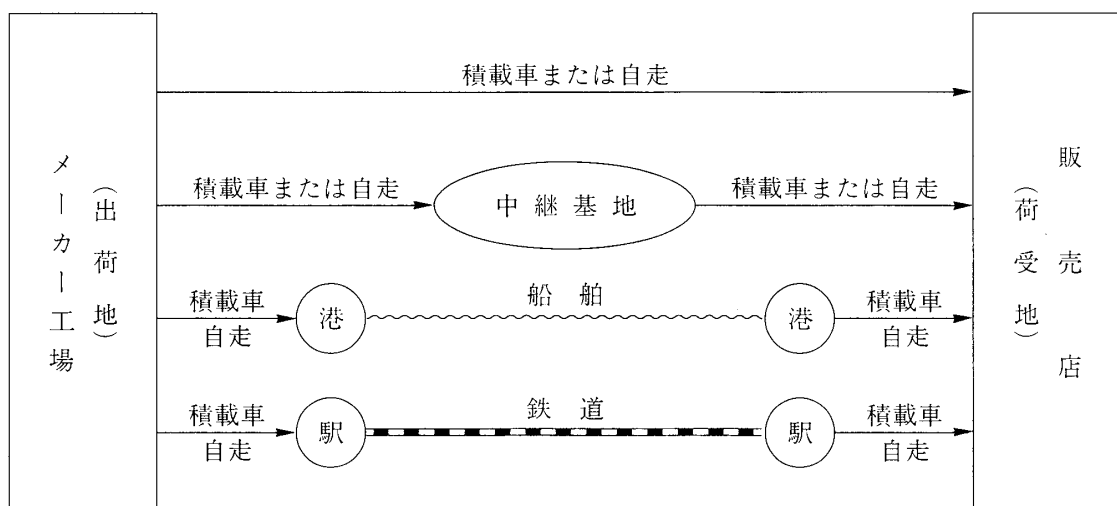 メーカー工場
（出荷地）
積載車または自走
積載車または自走
中継基地
積載車または自走
積載車
自走
港
船舶
港
積載車
自走
積載車
自走
駅
鉄道
駅
積載車
自走
販売店
（荷受地）